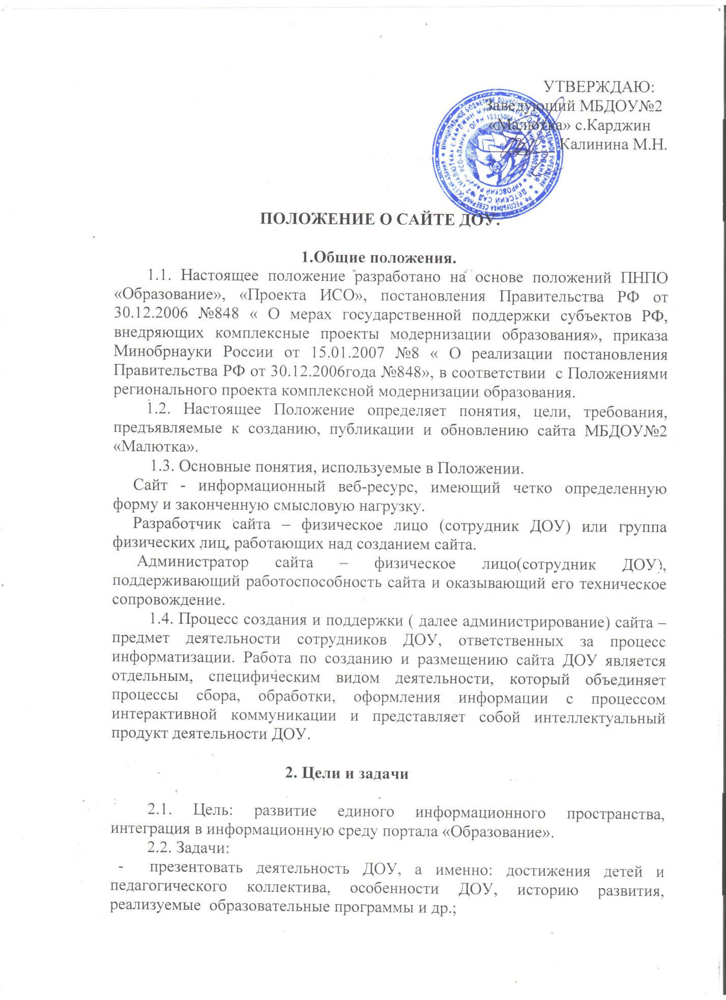 УТВЕРЖДАЮ:
Заведующий МБДОУ№2
«Малютка» с.Карджин
Калинина М.Н.
ПОЛОЖЕНИЕ О САЙТЕ ДОУ.
1.Общие положения.
1.1. Настоящее положение разработано на основе положений ПНПО
«Образование», «Проекта ИСО», постановления Правительства РФ от
30.12.2006 №848 « О мерах государственной поддержки субъектов РФ,
внедряющих комплексные проекты модернизации образования», приказа
Минобрнауки России от 15.01.2007 №8 « О реализации постановления
Правительства РФ от 30.12.2006года №848», в соответствии с Положениями
регионального проекта комплексной модернизации образования.
1.2. Настоящее Положение определяет понятия, цели, требования,
предъявляемые к созданию, публикации и обновлению сайта МБДОУ№2
«Малютка».
1.3. Основные понятия, используемые в Положении.
Сайт - информационный веб-ресурс, имеющий четко определенную
форму и законченную смысловую нагрузку.
Разработчик сайта – физическое лицо (сотрудник ДОУ) или группа
физических лиц, работающих над созданием сайта.
Администратор сайта – физическое лицо(сотрудник ДОУ),
поддерживающий работоспособность сайта и оказывающий его техническое
сопровождение.
1.4. Процесс создания и поддержки ( далее администрирование) сайта –
предмет деятельности сотрудников ДОУ, ответственных за процесс
информатизации. Работа по созданию и размещению сайта ДОУ является
отдельным, специфическим видом деятельности, который объединяет
процессы сбора, обработки, оформления информации с процессом
интерактивной коммуникации и представляет собой интеллектуальный
продукт деятельности ДОУ.
2. Цели и задачи
2.1. Цель: развитие единого информационного пространства,
интеграция в информационную среду портала «Образование».
2.2. Задачи:
- презентовать деятельность ДОУ, а именно: достижения детей и
педагогического коллектива, особенности ДОУ, историю развития,
реализуемые образовательные программы и др.;